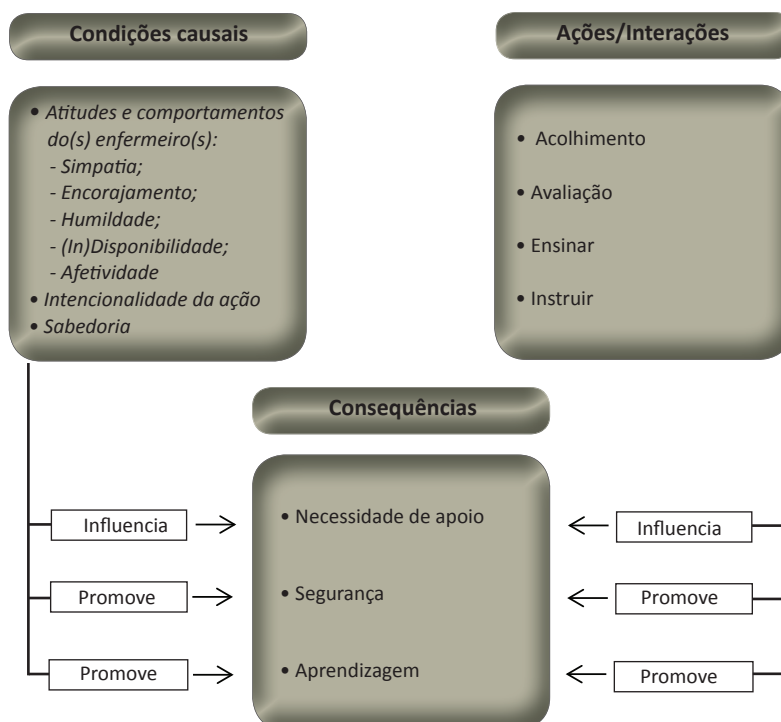 Condições causais
• Atitudes e comportamentos
do(s) enfermeiro(s):
- Simpatia;
- Encorajamento;
- Humildade;
- (In)Disponibilidade;
- Afetividade
• Intencionalidade da ação
• Sabedoria
Ações/Interações
• Acolhimento
• Avaliação
• Ensinar
• Instruir
Consequências
Influencia
• Necessidade de apoio
Influencia
Promove
• Segurança
Promove
Promove
• Aprendizagem
Promove